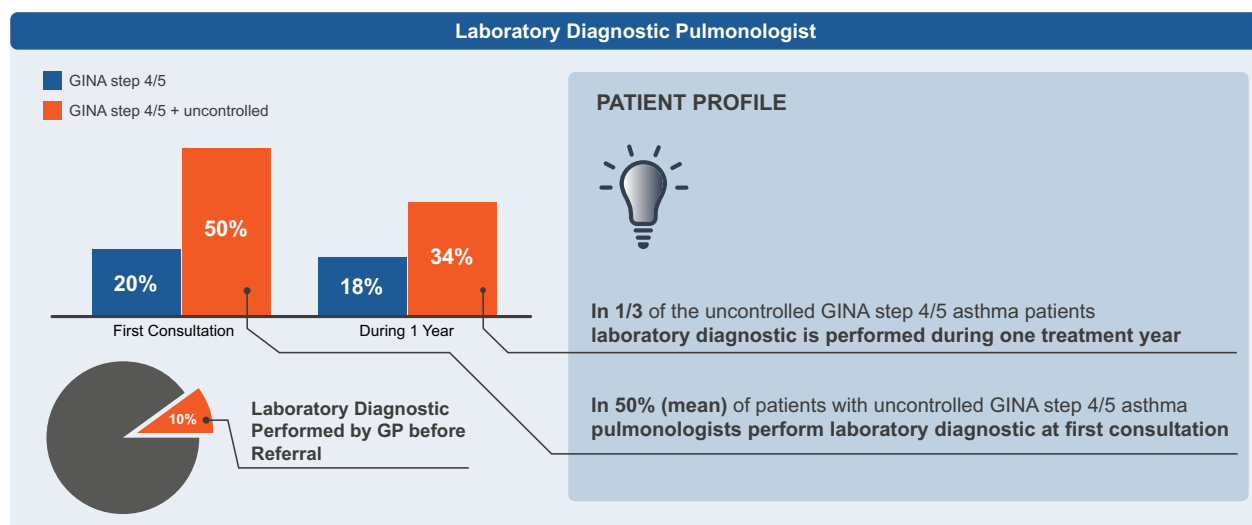 Laboratory Diagnostic Pulmonologist
GINA step 4/5
GINA step 4/5 + uncontrolled
50%
20%
34%
18%
First Consultation
During 1 Year
10%
Laboratory Diagnostic
Performed by GP before
Referral
PATIENT PROFILE
In 1/3 of the uncontrolled GINA step 4/5 asthma patients
laboratory diagnostic is performed during one treatment year
In 50% (mean) of patients with uncontrolled GINA step 4/5 asthma
pulmonologists perform laboratory diagnostic at first consultation